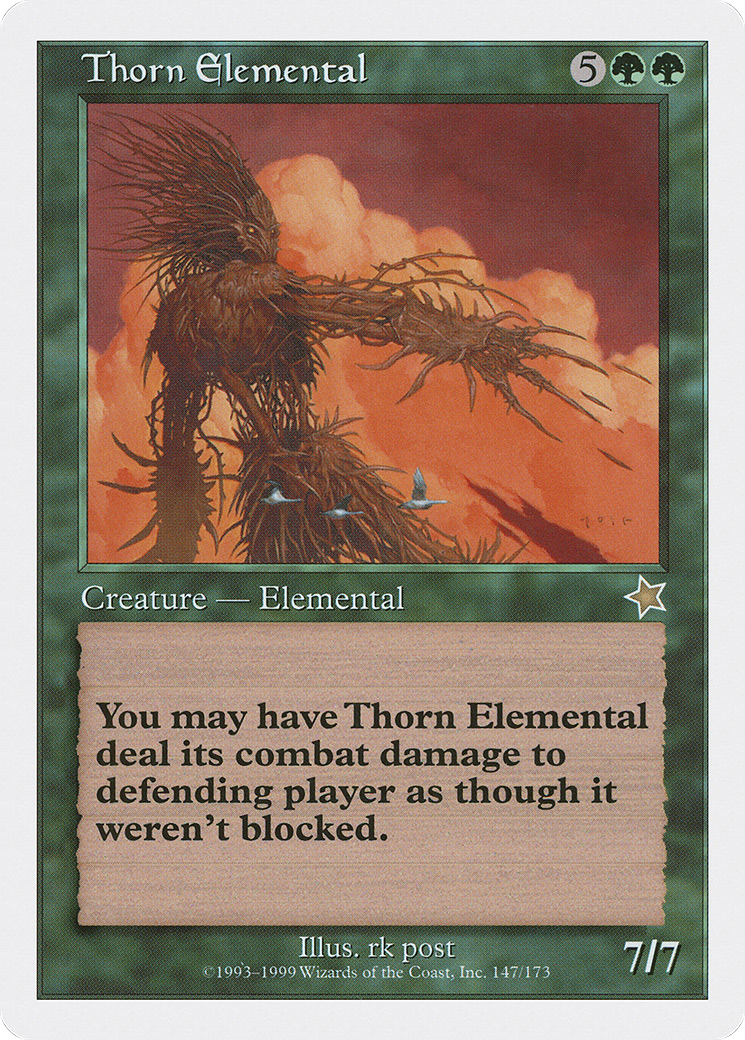 Thorn Elemental
5
Creature — Elemental
You may have Thorn Elemental
deal its combat damage to
defending player as though it
weren't blocked.
Illus. rk post
©1993–1999 Wizards of the Coast, Inc. 147/173
7/7